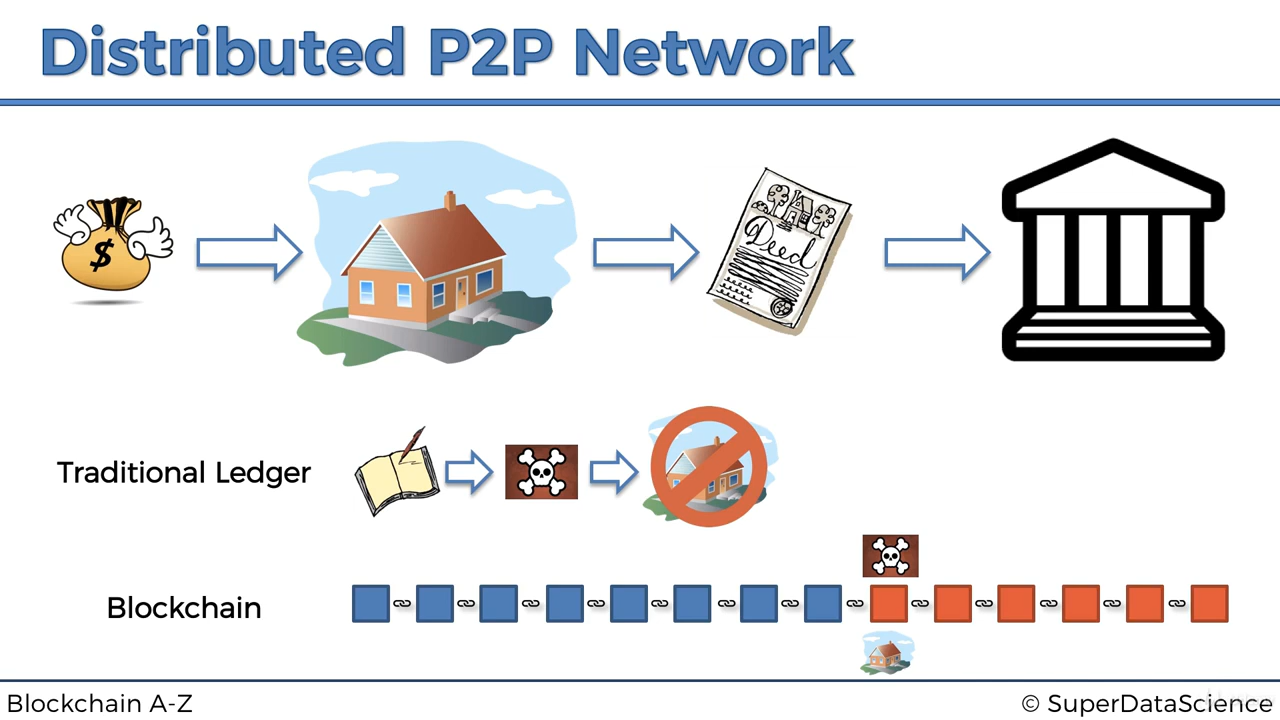 Distributed P2P Network
$
Deed
Traditional Ledger
Blockchain
Blockchain A-Z
© SuperDataScience